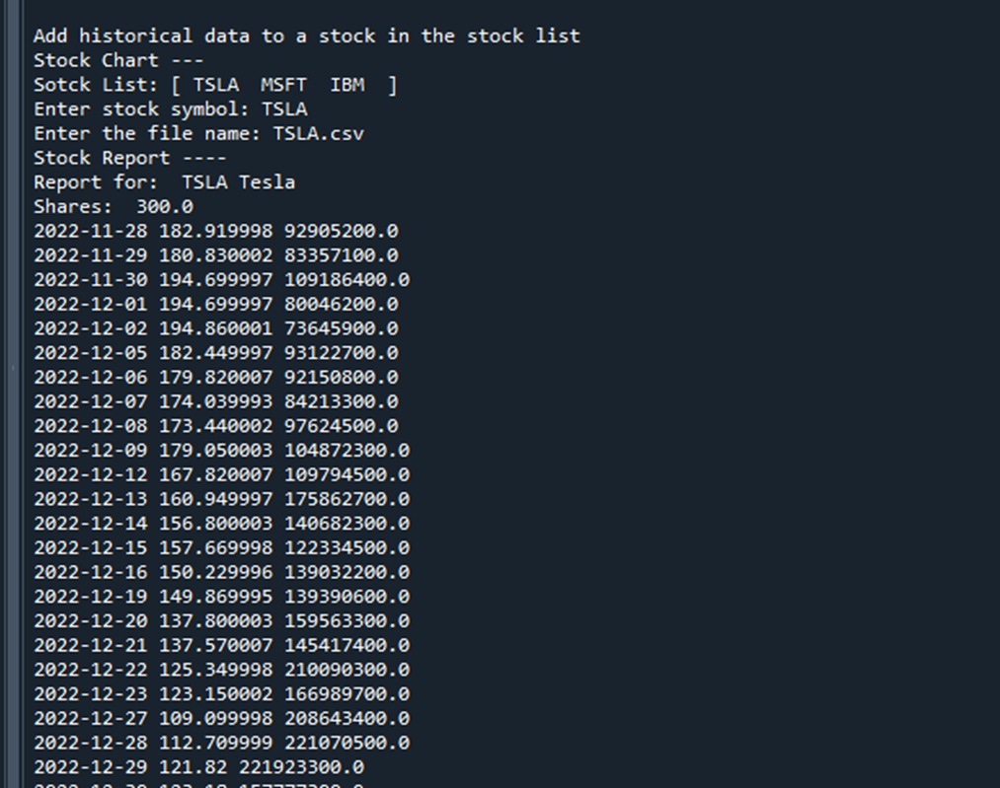 Add historical data to a stock in the stock list
Stock Chart ---
Sotck List: [ TSLA  MSFT  IBM  ]
Enter stock symbol: TSLA
Enter the file name: TSLA.csv
Stock Report ----
Report for:  TSLA Tesla
Shares:  300.0
2022-11-28 182.919998 92905200.0
2022-11-29 180.830002 83357100.0
2022-11-30 194.699997 109186400.0
2022-12-01 194.699997 80046200.0
2022-12-02 194.860001 73645900.0
2022-12-05 182.449997 93122700.0
2022-12-06 179.820007 92150800.0
2022-12-07 174.039993 84213300.0
2022-12-08 173.440002 97624500.0
2022-12-09 179.050003 104872300.0
2022-12-12 167.820007 109794500.0
2022-12-13 160.949997 175862700.0
2022-12-14 156.800003 140682300.0
2022-12-15 157.669998 122334500.0
2022-12-16 150.229996 139032200.0
2022-12-19 149.869995 139390600.0
2022-12-20 137.800003 159563300.0
2022-12-21 137.570007 145417400.0
2022-12-22 125.349998 210090300.0
2022-12-23 123.150002 166989700.0
2022-12-27 109.099998 208643400.0
2022-12-28 112.709999 221070500.0
2022-12-29 121.82 221923300.0